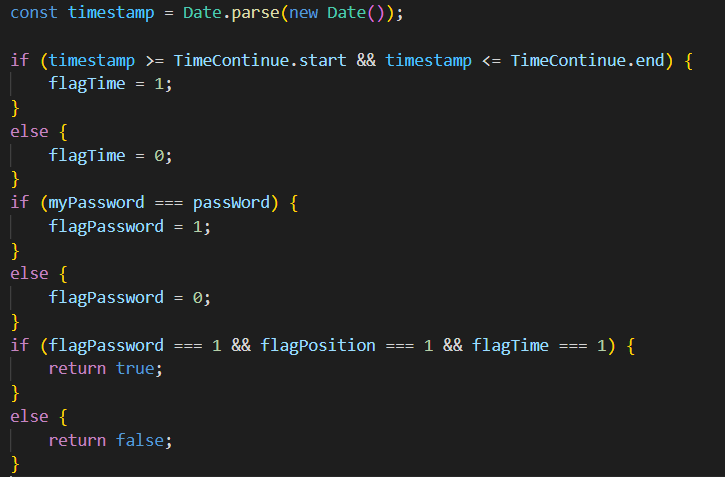 const timestamp = Date.parse(new Date());
if (timestamp >= TimeContinue.start && timestamp <= TimeContinue.end) {
flagTime = 1;
}
else {
flagTime = 0;
}
if (myPassword === passWord) {
flagPassword = 1;
}
else {
flagPassword = 0;
}
if (flagPassword === 1 && flagPosition === 1 && flagTime === 1) {
return true;
}
else {
return false;
}